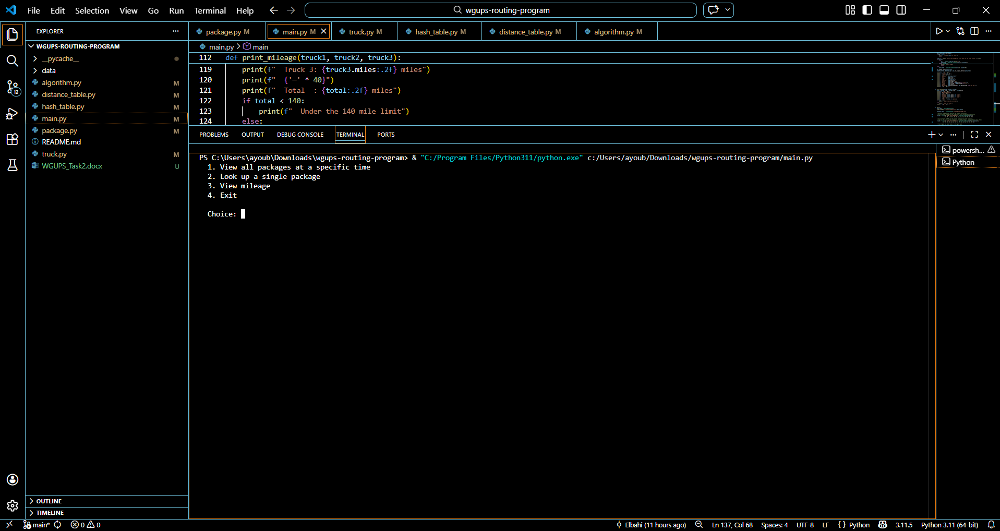 File Edit Selection View Go Run Terminal Help
wgups-routing-program
EXPLORER
WGUPS-ROUTING-PROGRAM
__pycache__
data
algorithm.py M
distance_table.py M
hash_table.py M
main.py M
package.py M
README.md
truck.py M
WGUPS_Task2.docx U
12
OUTLINE
TIMELINE
package.py M main.py M truck.py M hash_table.py M distance_table.py M algorithm.py M
main.py > main
112 def print_mileage(truck1, truck2, truck3):
119 print(f"  Truck 3: {truck3.miles:.2f} miles")
120 print(f"  {'─' * 40}")
121 print(f"  Total  : {total:.2f} miles")
122 if total < 140:
123 print(f"  Under the 140 mile limit")
124 else:
PROBLEMS OUTPUT DEBUG CONSOLE TERMINAL PORTS
PS C:\Users\ayoub\Downloads\wgups-routing-program> & "C:/Program Files/Python311/python.exe" c:/Users/ayoub/Downloads/wgups-routing-program/main.py
1. View all packages at a specific time
2. Look up a single package
3. View mileage
4. Exit
Choice:
powersh...
Python
main* 0 0
Elbahi (11 hours ago) Ln 137, Col 68 Spaces: 4 UTF-8 LF { } Python 3.11.5 Python 3.11 (64-bit)